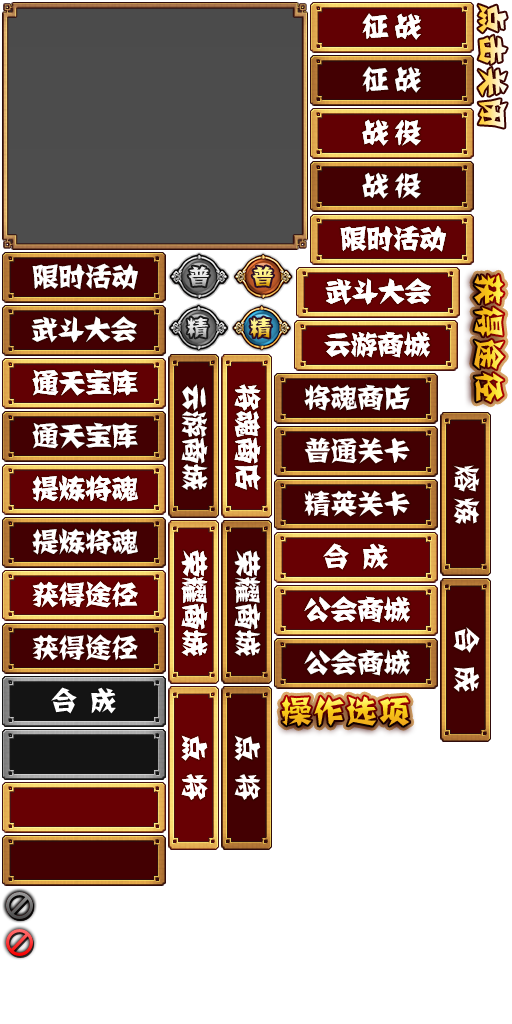 征战
征战
战役
战役
限时活动
点击关闭
限时活动
普
普
武斗大会
获得途径
武斗大会
精
精
云游商城
通天宝库
云游商城
将魂商店
将魂商店
通天宝库
普通关卡
熔炼
提炼将魂
精英关卡
提炼将魂
荣耀商城
荣耀商城
合成
获得途径
公会商城
合成
获得途径
公会商城
合成
点将
点将
操作选项